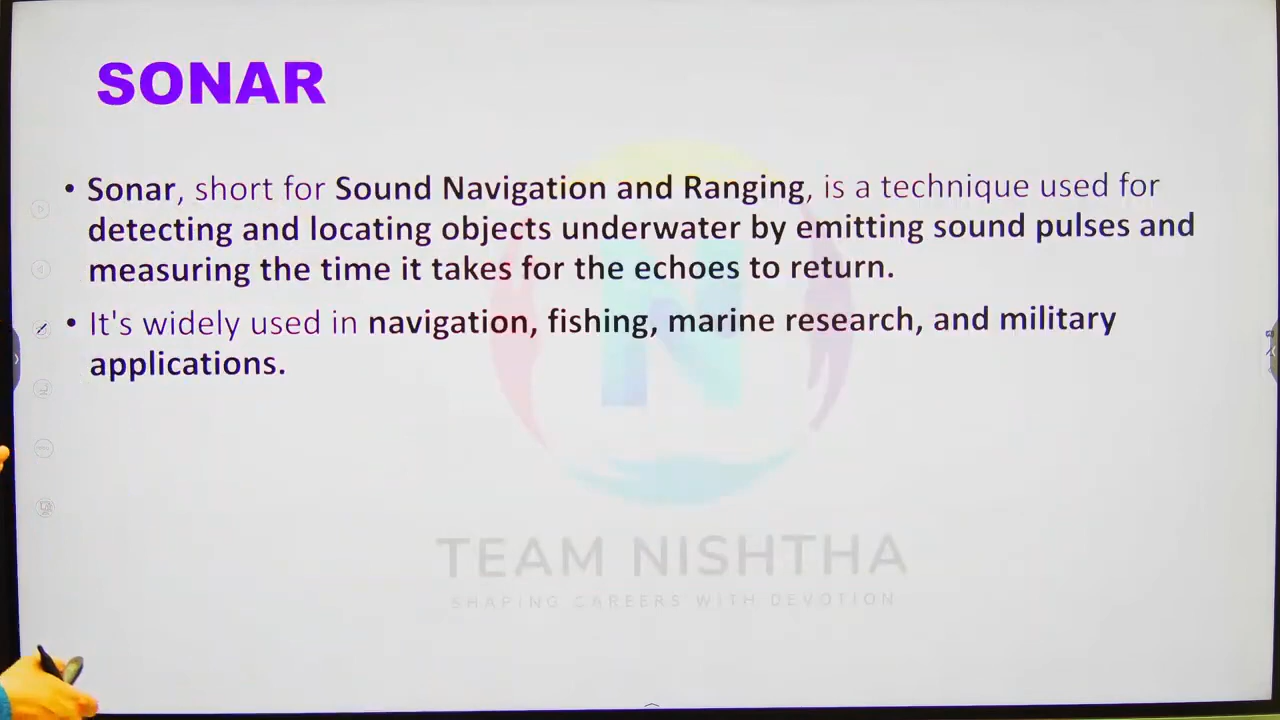 SONAR
• Sonar, short for Sound Navigation and Ranging, is a technique used for
detecting and locating objects underwater by emitting sound pulses and
measuring the time it takes for the echoes to return.
• It's widely used in navigation, fishing, marine research, and military
applications.
N
TEAM NISHTHA
SHAPING CAREERS WITH DEVOTION